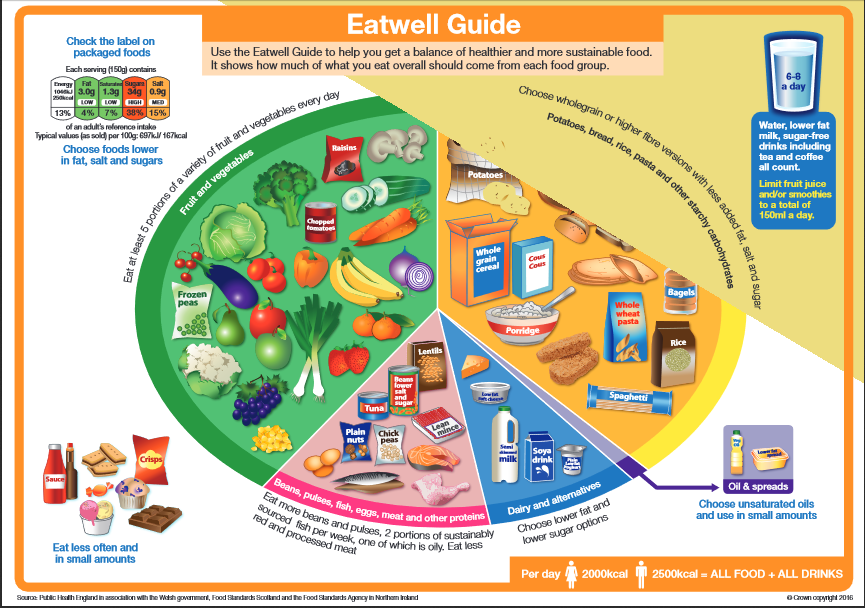 Eatwell Guide
Use the Eatwell Guide to help you get a balance of healthier and more sustainable food.
It shows how much of what you eat overall should come from each food group.
Check the label on
packaged foods
Each serving (150g) contains
Energy
1046kJ
250kcal
Fat
3.0g
LOW
Saturates
1.3g
LOW
Sugars
34g
HIGH
Salt
0.9g
MED
13%
4%
7%
38%
15%
of an adult's reference intake
Typical values (as sold) per 100g: 697kJ/ 167kcal
Choose foods lower
in fat, salt and sugars
6-8
a day
Water, lower fat
milk, sugar-free
drinks including
tea and coffee
all count.
Limit fruit juice
and/or smoothies
to a total of
150ml a day.
Eat at least 5 portions of a variety of fruit and vegetables every day
Fruit and vegetables
Choose wholegrain or higher fibre versions with less added fat, salt and sugar
Potatoes, bread, rice, pasta and other starchy carbohydrates
Raisins
Chopped
tomatoes
Frozen
peas
Potatoes
Whole
grain
cereal
Cous
Cous
Porridge
Bagels
Whole
wheat
pasta
Rice
Spaghetti
Lentils
Beans
lower
salt
and
sugar
Tuna
Plain
nuts
Chick
peas
Lean
mince
Low fat
soft cheese
Semi
skimmed
milk
Soya
drink
Beans, pulses, fish, eggs, meat and other proteins
Eat more beans and pulses, 2 portions of sustainably
sourced fish per week, one of which is oily. Eat less
red and processed meat
Dairy and alternatives
Choose lower fat and
lower sugar options
Veg
Oil
Lower fat
spread
Oil & spreads
Choose unsaturated oils
and use in small amounts
Sauce
Crisps
Eat less often and
in small amounts
Per day 2000kcal 2500kcal = ALL FOOD + ALL DRINKS
Source: Public Health England in association with the Welsh government, Food Standards Scotland and the Food Standards Agency in Northern Ireland
© Crown copyright 2016